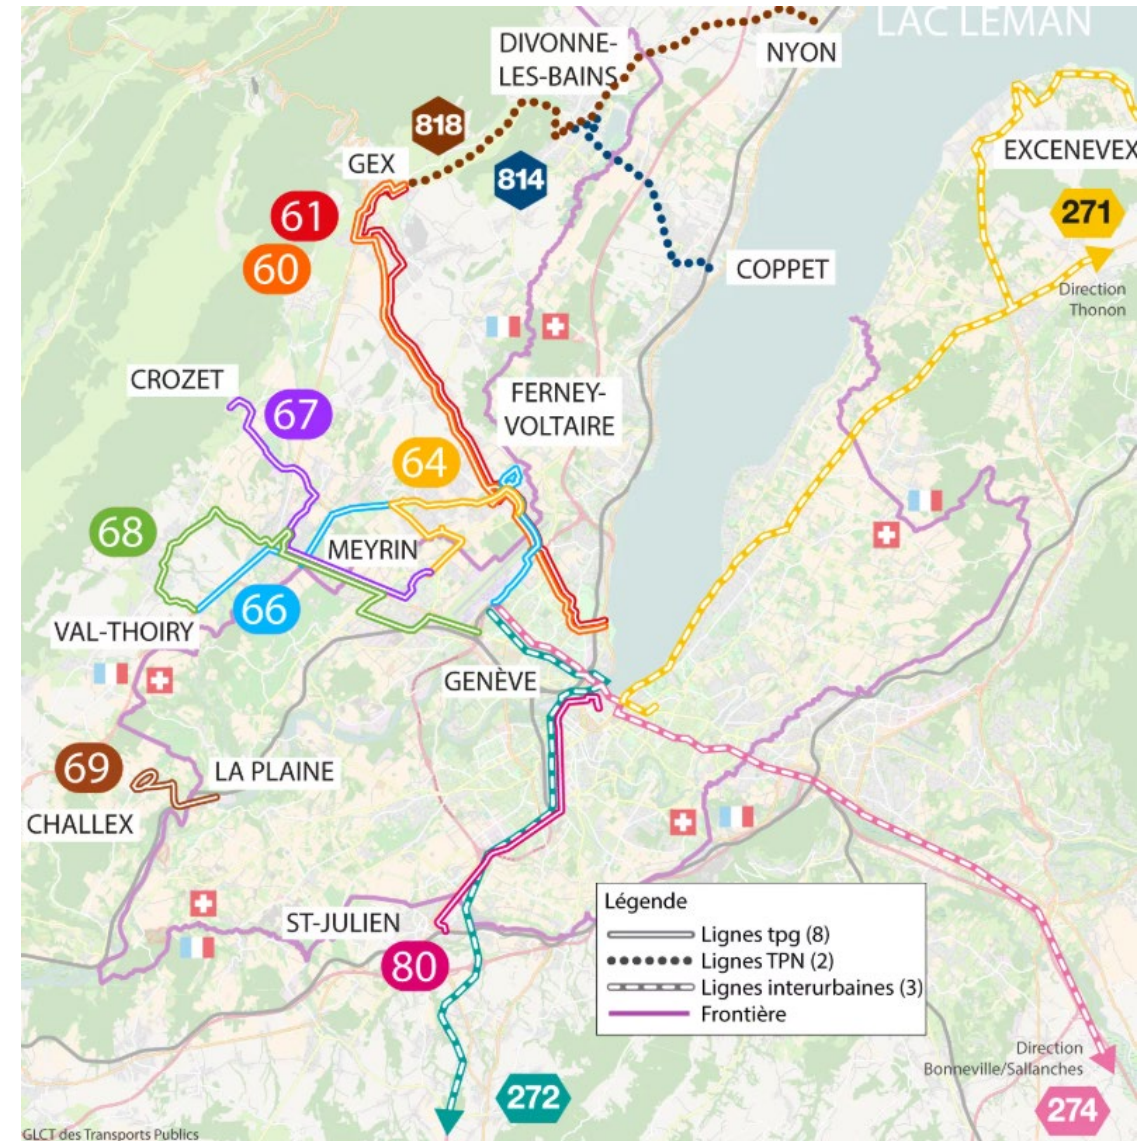 LAC LÉMAN
DIVONNE-
LES-BAINS
NYON
818
EXCENEVEX
GEX
814
271
61
60
COPPET
Direction
Thonon
CROZET
67
FERNEY-
VOLTAIRE
64
68
MEYRIN
66
VAL-THOIRY
GENÈVE
69
LA PLAINE
CHALLEX
Légende
ST-JULIEN
Lignes tpg (8)
80
Lignes TPN (2)
Lignes interurbaines (3)
Frontière
Direction
Bonneville/Sallanches
272
274
GLCT des Transports Publics